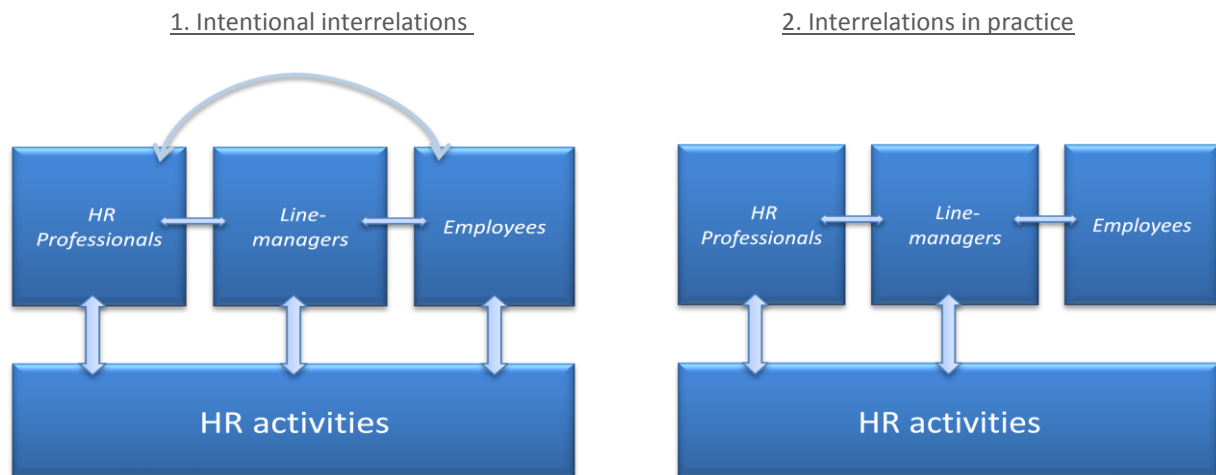 1. Intentional interrelations
2. Interrelations in practice
HR
Professionals
Line-
managers
Employees
HR activities
HR
Professionals
Line-
managers
Employees
HR activities